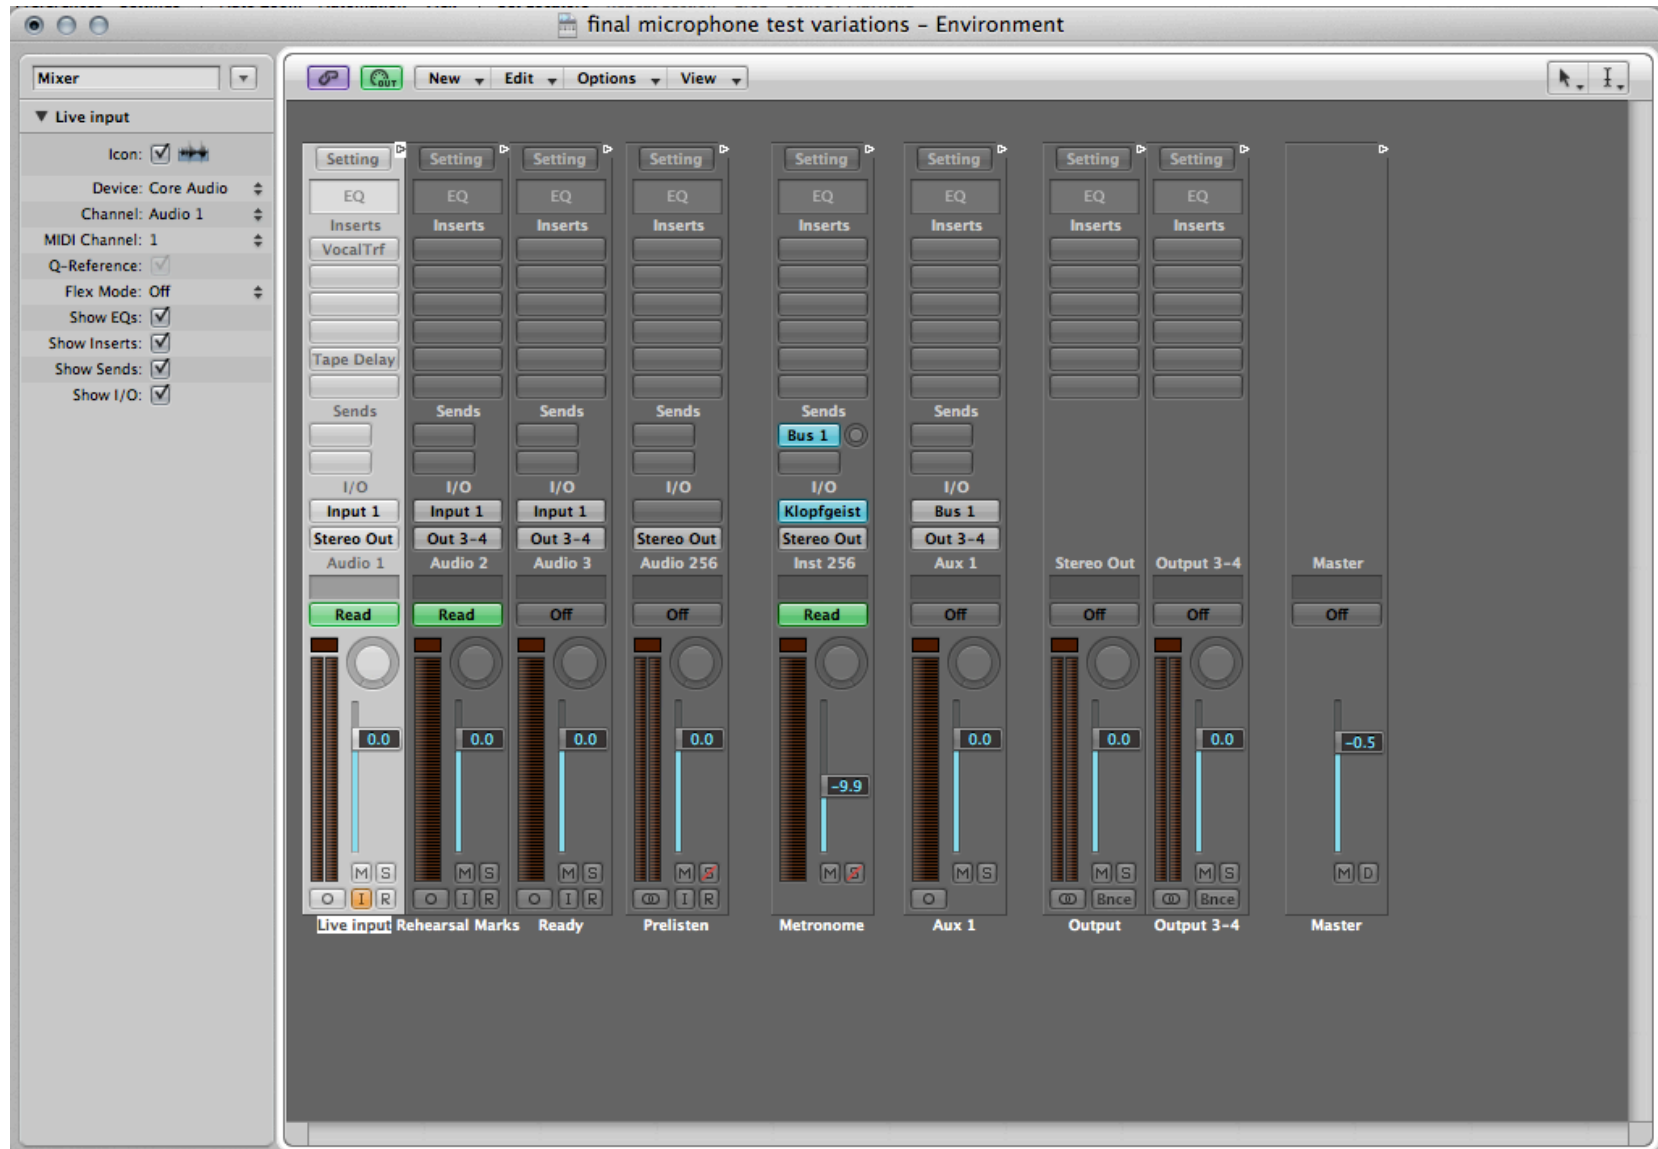 final microphone test variations – Environment
Mixer
OUT
New Edit Options View
Live input
Icon:
Device: Core Audio
Channel: Audio 1
MIDI Channel: 1
Q-Reference:
Flex Mode: Off
Show EQs:
Show Inserts:
Show Sends:
Show I/O:
Setting Setting Setting Setting Setting Setting Setting Setting
EQ EQ EQ EQ EQ EQ EQ EQ
Inserts Inserts Inserts Inserts Inserts Inserts Inserts Inserts
VocalTrf
Tape Delay
Sends Sends Sends Sends Sends Sends
Bus 1
I/O I/O I/O I/O I/O I/O
Input 1 Input 1 Input 1 Klopfgeist Bus 1
Stereo Out Out 3-4 Out 3-4 Stereo Out Stereo Out Out 3-4
Audio 1 Audio 2 Audio 3 Audio 256 Inst 256 Aux 1 Stereo Out Output 3-4 Master
Read Read Off Off Read Off Off Off Off
0.0 0.0 0.0 0.0 0.0 0.0 0.0 -0.5
-9.9
M S M S M S M S M S M S M S M S M D
I R I R I R I R Bnce Bnce
Live input Rehearsal Marks Ready Prelisten Metronome Aux 1 Output Output 3-4 Master